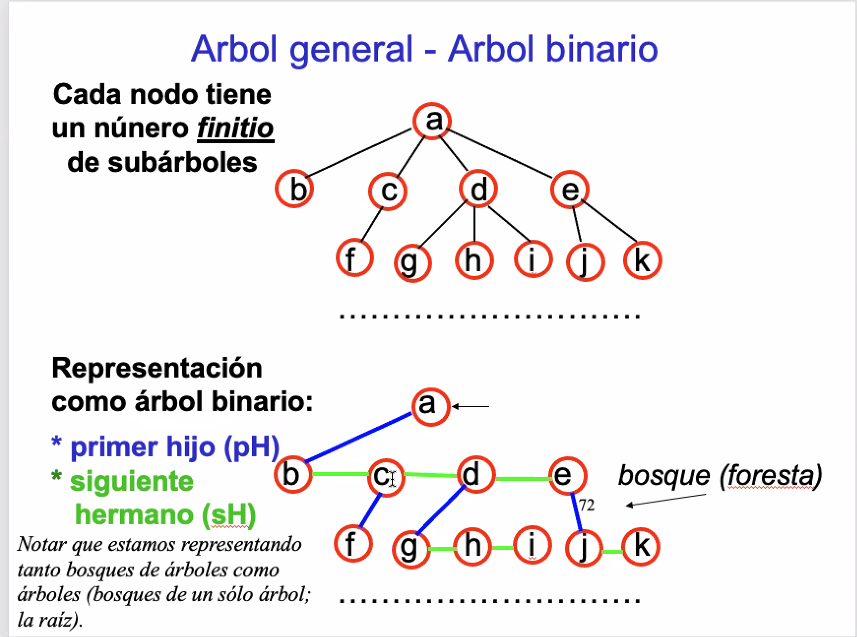 Arbol general - Arbol binario
Cada nodo tiene
un núnero finitio
de subárboles
a
b c d e
f g h i j k
............................
Representación
como árbol binario:
* primer hijo (pH)
* siguiente
hermano (sH)
Notar que estamos representando
tanto bosques de árboles como
árboles (bosques de un sólo árbol;
la raíz).
a
b c d e
bosque (foresta)
72
f g h i j k
............................